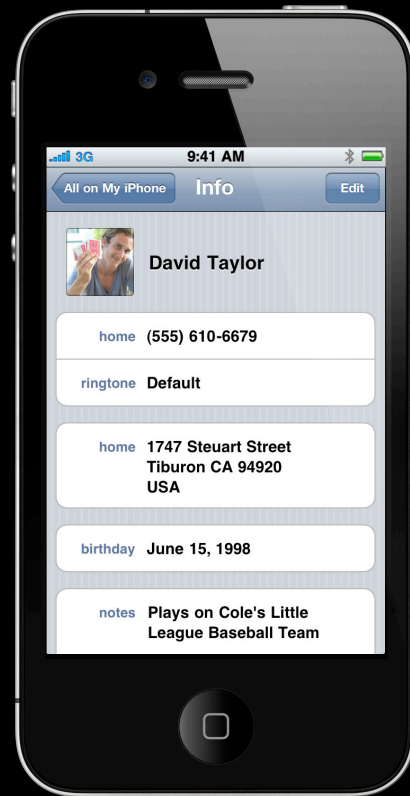 3G 9:41 AM
All on My iPhone Info Edit
David Taylor
home (555) 610-6679
ringtone Default
home 1747 Steuart Street
Tiburon CA 94920
USA
birthday June 15, 1998
notes Plays on Cole's Little
League Baseball Team